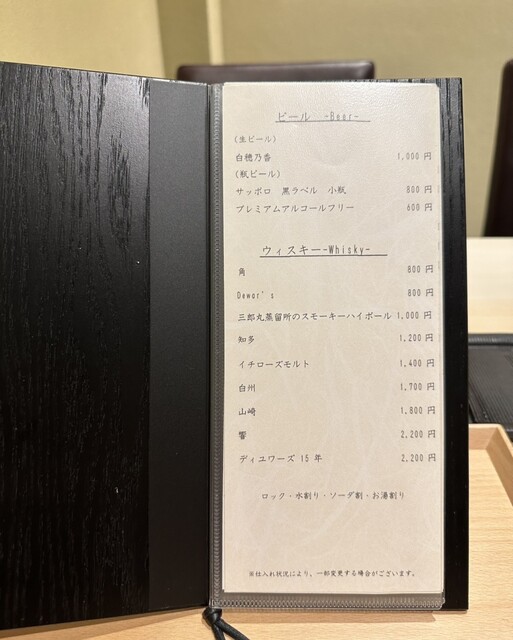 ビール -Beer-
(生ビール)
白穂乃香 1,000 円
(瓶ビール)
サッポロ 黒ラベル 小瓶 800 円
プレミアムアルコールフリー 600 円
ウィスキー-Whisky-
角 800 円
Dewar's 800 円
三郎丸蒸留所のスモーキーハイボール 1,000 円
知多 1,200 円
イチローズモルト 1,400 円
白州 1,700 円
山崎 1,800 円
響 2,200 円
ディユワーズ 15 年 2,200 円
ロック・水割り・ソーダ割・お湯割り
※仕入れ状況により、一部変更する場合がございます。